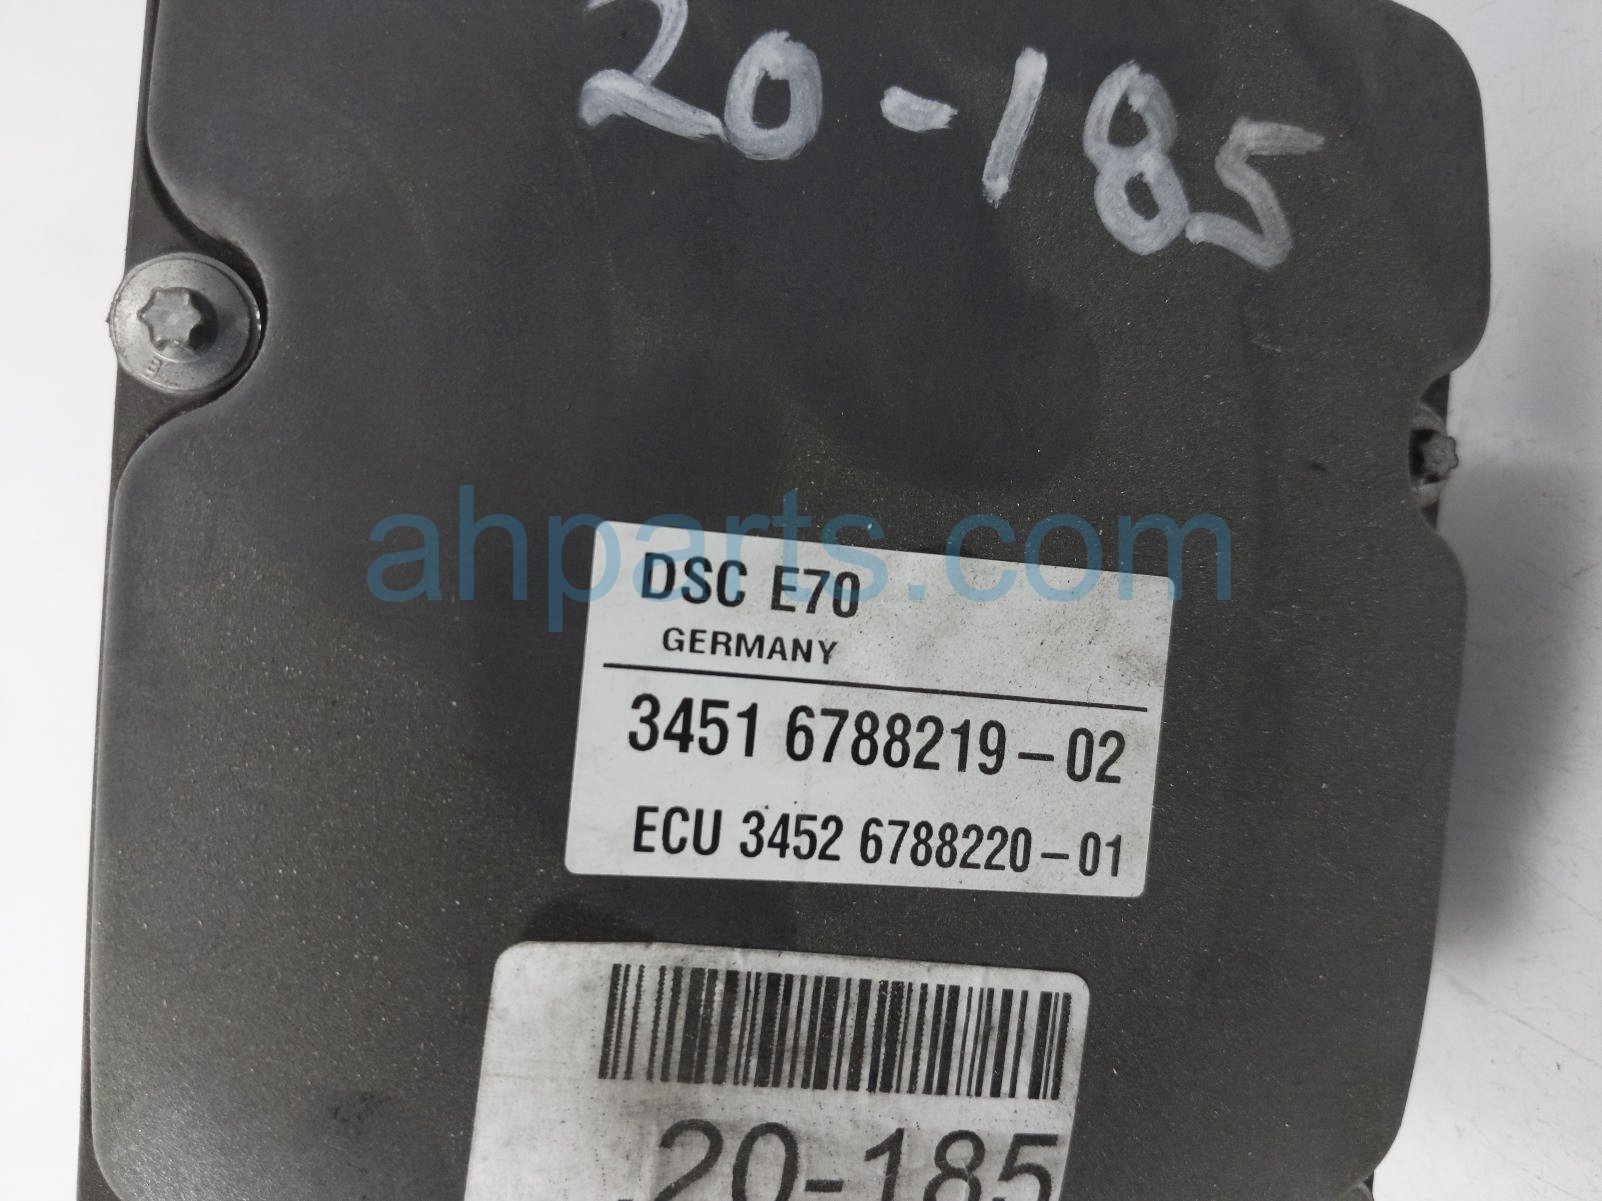 20-185
ahparts.com
DSC E70
GERMANY
3451 6788219-02
ECU 3452 6788220-01
20-185